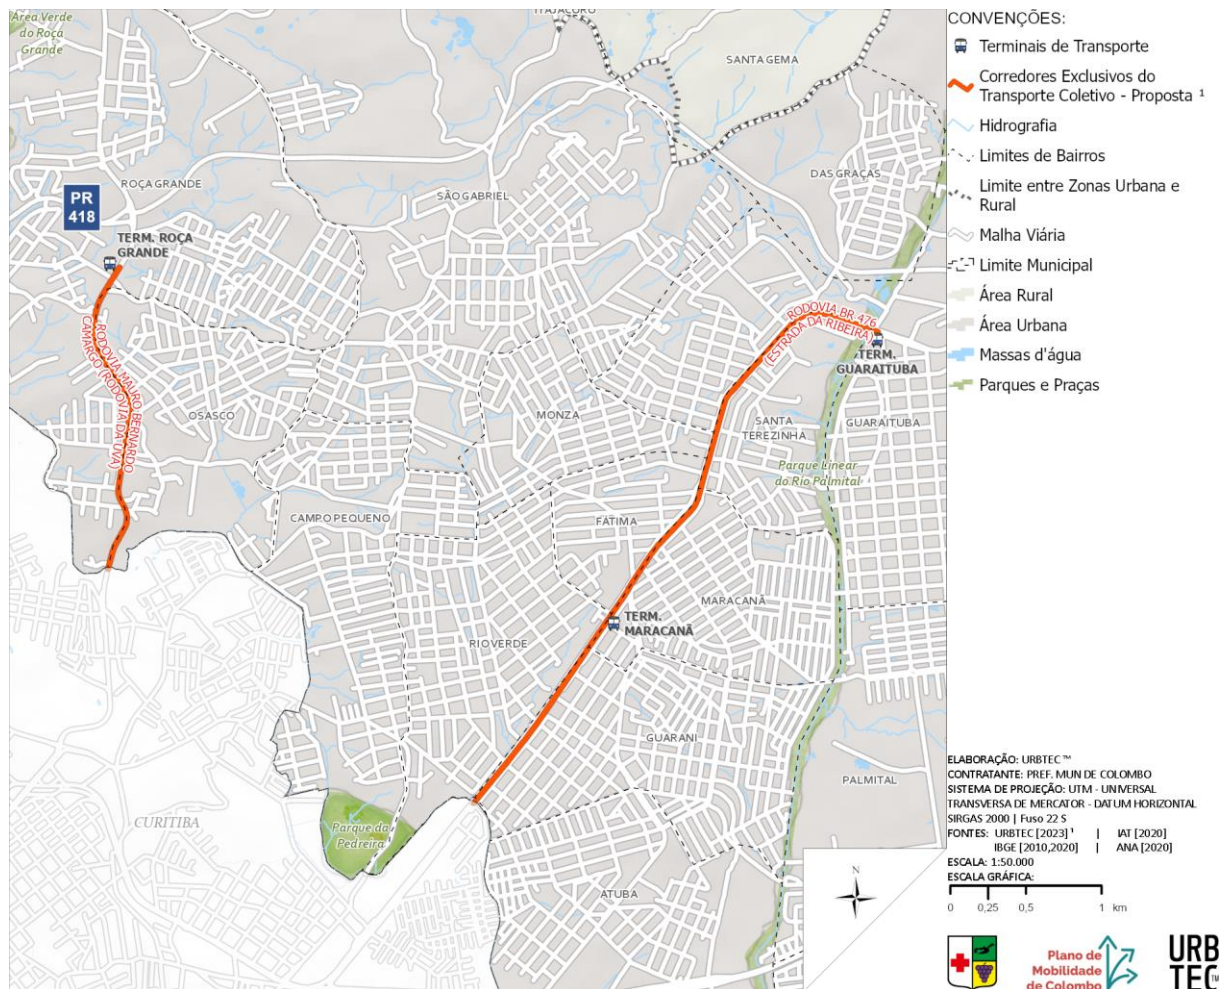 Área Verde
do Roça
Grande
ITAJACURU
SANTA GEMA
ROÇA GRANDE
SÃO GABRIEL
DAS GRAÇAS
PR
418
TERM. ROÇA
GRANDE
RODOVIA MAURO BERNARDO
CAMARGO (RODOVIA DA UVA)
RODOVIA BR 476
(ESTRADA DA RIBEIRA)
TERM.
GUARAITUBA
OSASCO
MONZA
SANTA
TEREZINHA
GUARAITUBA
Parque Linear
do Rio Palmital
CAMPO PEQUENO
FÁTIMA
MARACANÃ
TERM.
MARACANÃ
RIO VERDE
GUARANI
PALMITAL
CURITIBA
Parque da
Pedreira
ATUBA
N
CONVENÇÕES:
Terminais de Transporte
Corredores Exclusivos do
Transporte Coletivo - Proposta ¹
Hidrografia
Limites de Bairros
Limite entre Zonas Urbana e
Rural
Malha Viária
Limite Municipal
Área Rural
Área Urbana
Massas d'água
Parques e Praças
ELABORAÇÃO: URBTEC™
CONTRATANTE: PREF. MUN DE COLOMBO
SISTEMA DE PROJEÇÃO: UTM - UNIVERSAL
TRANSVERSA DE MERCATOR - DATUM HORIZONTAL
SIRGAS 2000 | Fuso 22 S
FONTES: URBTEC [2023] ¹ | IAT [2020]
IBGE [2010,2020] | ANA [2020]
ESCALA: 1:50.000
ESCALA GRÁFICA:
0 0,25 0,5 1 km
Plano de
Mobilidade
de Colombo
URB
TEC™